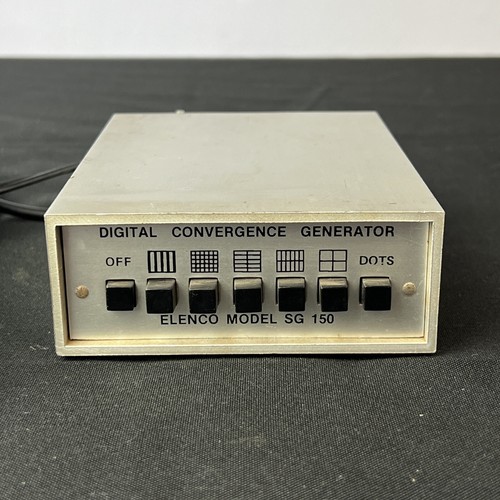 DIGITAL CONVERGENCE GENERATOR
OFF DOTS
ELENCO MODEL SG 150